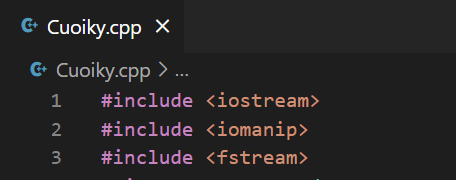 Cuoiky.cpp
Cuoiky.cpp > ...
1 #include <iostream>
2 #include <iomanip>
3 #include <fstream>